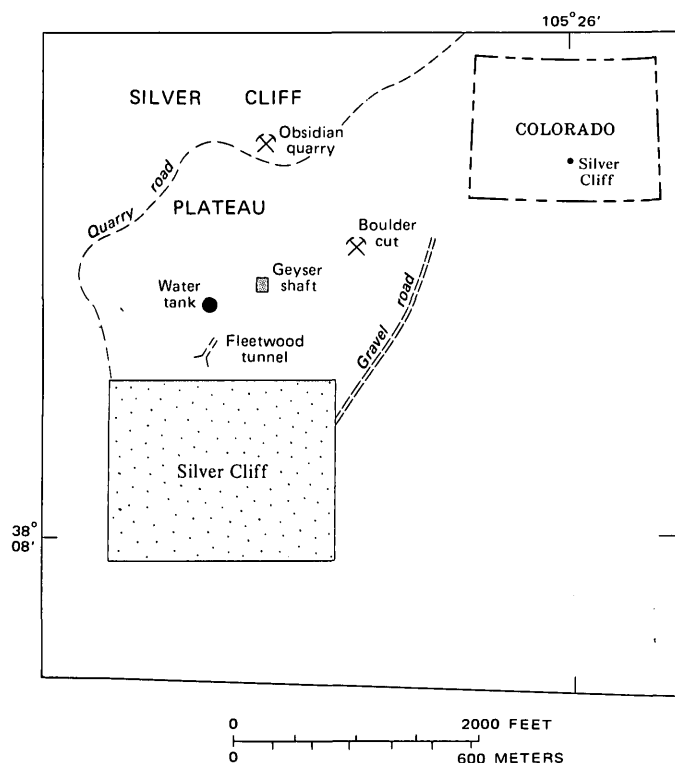 105°26'
SILVER CLIFF
COLORADO
Silver
Cliff
Obsidian
quarry
Quarry road
PLATEAU
Boulder
cut
Geyser
shaft
Water
tank
Gravel road
Fleetwood
tunnel
Silver Cliff
38°
08'
0 2000 FEET
0 600 METERS